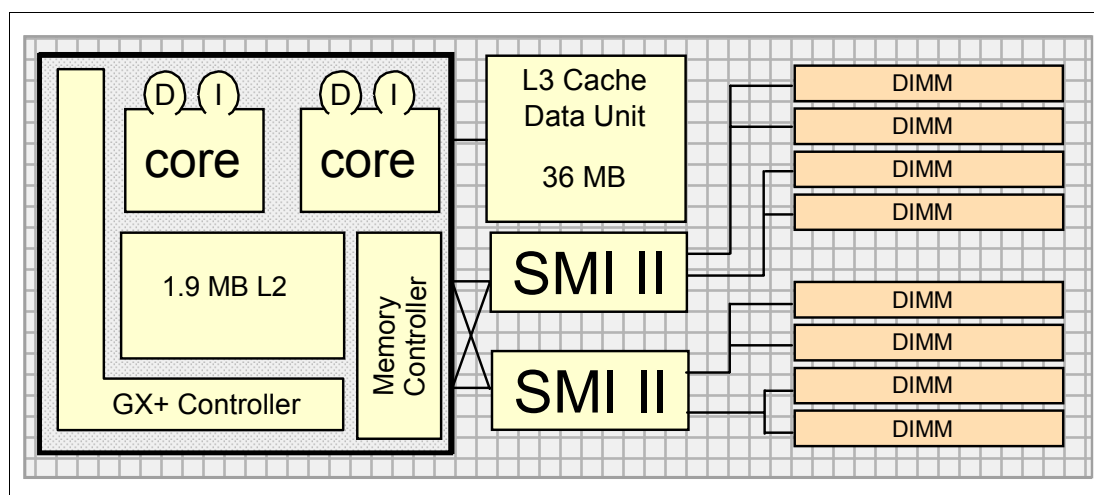 D I
core
D I
core
1.9 MB L2
Memory
Controller
GX+ Controller
L3 Cache
Data Unit
36 MB
SMI II
SMI II
DIMM
DIMM
DIMM
DIMM
DIMM
DIMM
DIMM
DIMM